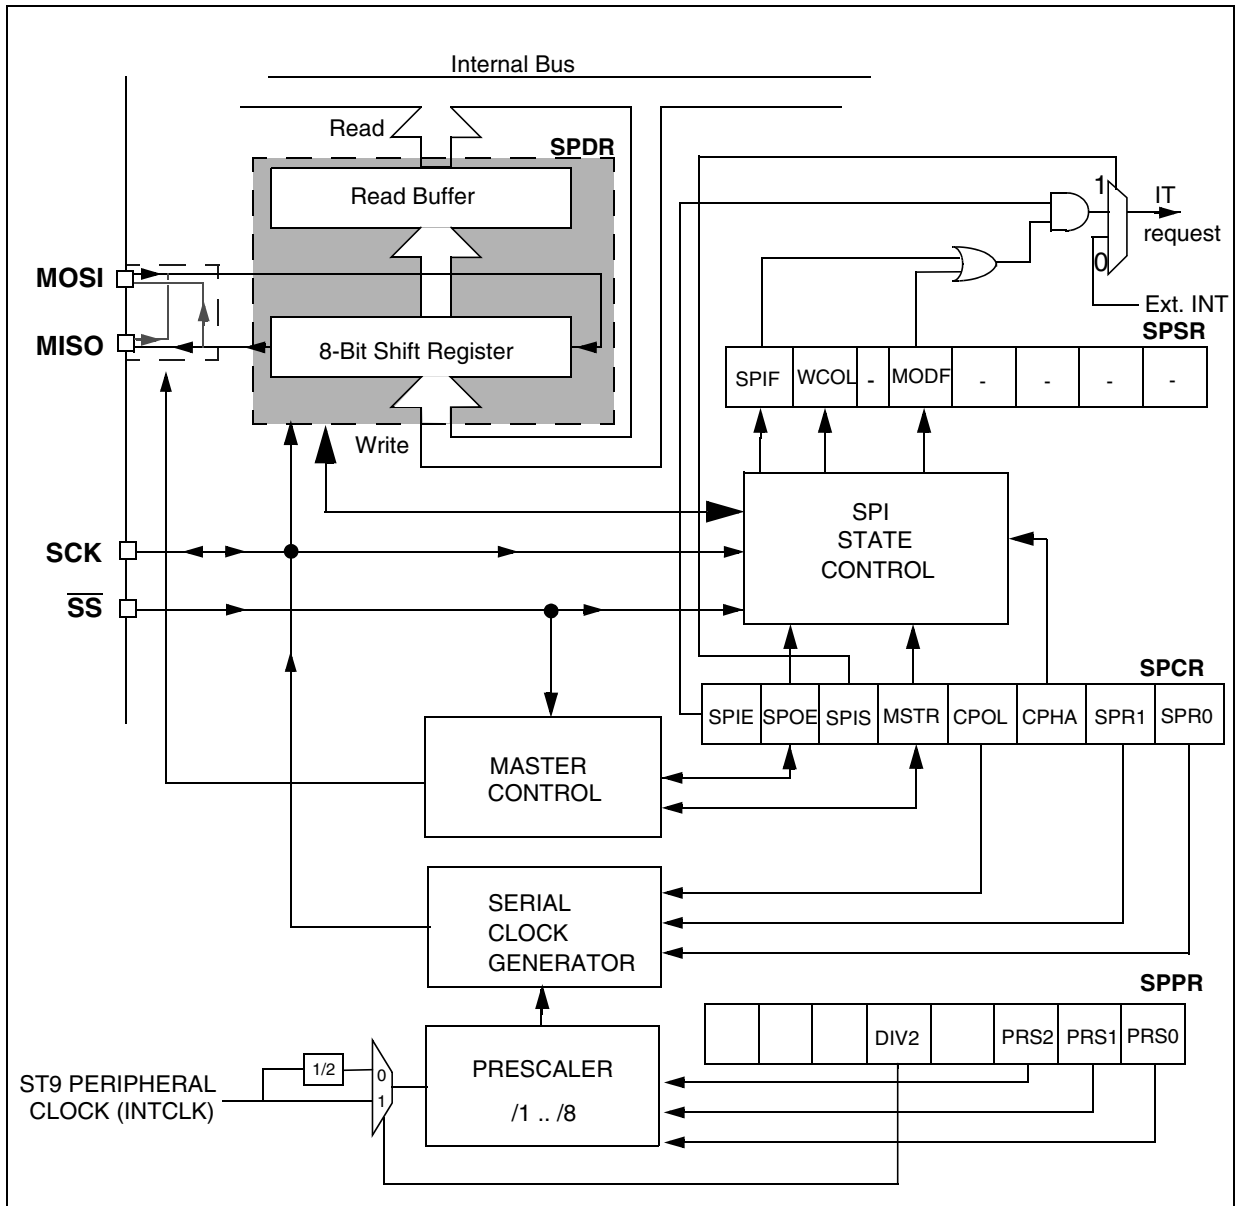 Internal Bus
Read
SPDR
Read Buffer
1
IT
request
0
MOSI
Ext. INT
SPSR
MISO
8-Bit Shift Register
SPIF WCOL - MODF - - - -
Write
SPI
STATE
CONTROL
SCK
SS
SPCR
SPIE SPOE SPIS MSTR CPOL CPHA SPR1 SPR0
MASTER
CONTROL
SERIAL
CLOCK
GENERATOR
SPPR
DIV2 PRS2 PRS1 PRS0
1/2
0
1
ST9 PERIPHERAL
CLOCK (INTCLK)
PRESCALER
/1 .. /8